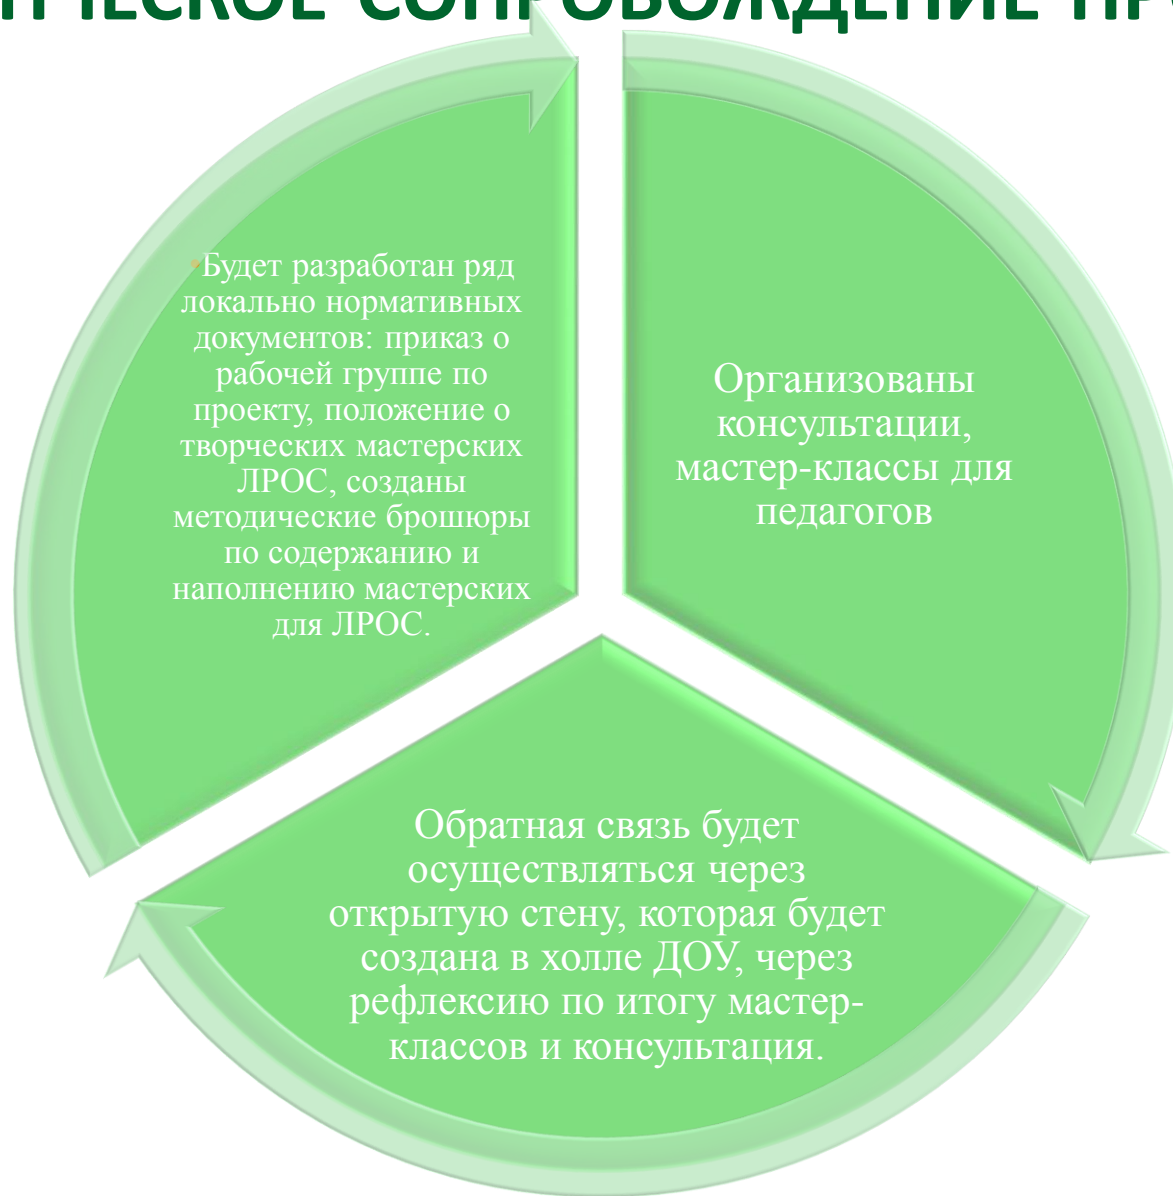 СОПРОВОЖДЕНИЕ
•Будет разработан ряд
локально нормативных
документов: приказ о
рабочей группе по
проекту, положение о
творческих мастерских
ЛРОС, созданы
методические брошюры
по содержанию и
наполнению мастерских
для ЛРОС.
Организованы
консультации,
мастер-классы для
педагогов
Обратная связь будет
осуществляться через
открытую стену, которая будет
создана в холле ДОУ, через
рефлексию по итогу мастер-
классов и консультация.